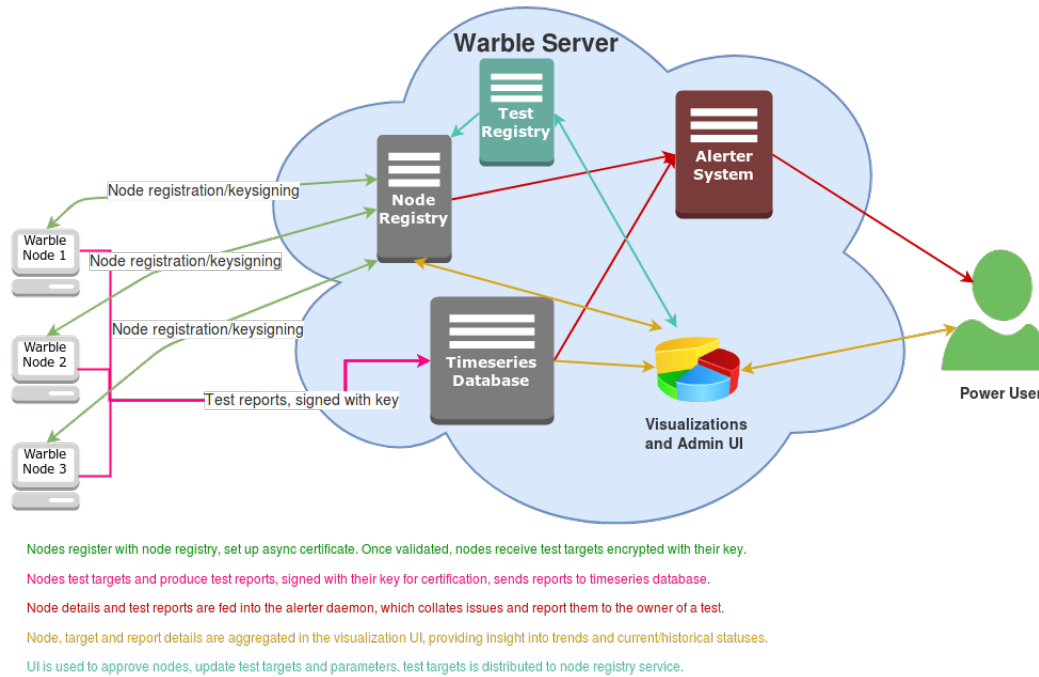 Warble Server
Test
Registry
Node
Registry
Alerter
System
Node registration/keysigning
Warble
Node 1
Node registration/keysigning
Node registration/keysigning
Warble
Node 2
Timeseries
Database
Test reports, signed with key
Power User
Visualizations
and Admin UI
Warble
Node 3
Nodes register with node registry, set up async certificate. Once validated, nodes receive test targets encrypted with their key.
Nodes test targets and produce test reports, signed with their key for certification, sends reports to timeseries database.
Node details and test reports are fed into the alerter daemon, which collates issues and report them to the owner of a test.
Node, target and report details are aggregated in the visualization UI, providing insight into trends and current/historical statuses.
UI is used to approve nodes, update test targets and parameters. test targets is distributed to node registry service.